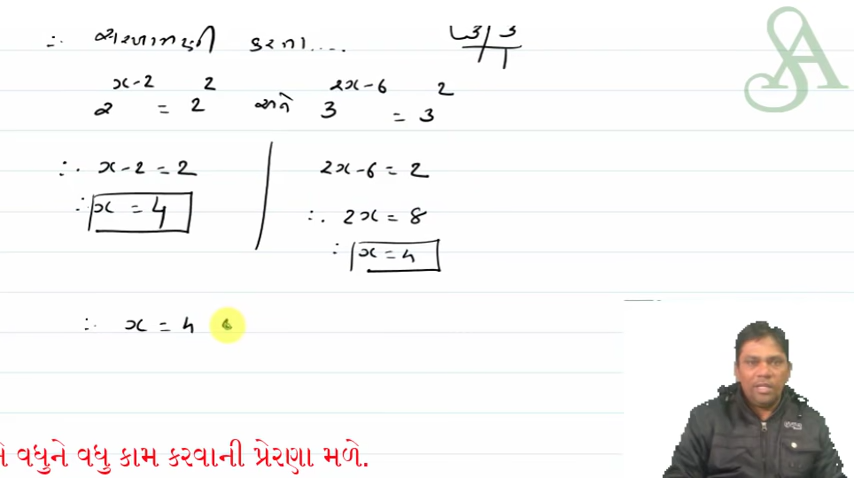 ∴ સરખામણી કરતા....
2^(x-2) = 2^2 અને 3^(2x-6) = 3^2
∴ x-2 = 2
∴ x = 4
2x-6 = 2
∴ 2x = 8
∴ x = 4
∴ x = 4
ને વધુને વધુ કામ કરવાની પ્રેરણા મળે.